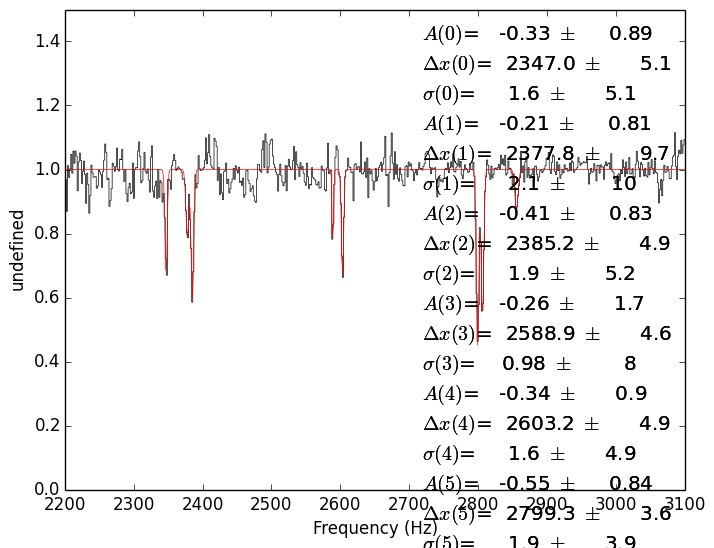 1.4
1.2
1.0
0.8
0.6
0.4
0.2
0.0
undefined
2200 2300 2400 2500 2600 2700 2800 2900 3000 3100
Frequency (Hz)
A(0)= -0.33 ± 0.89
Δx(0)= 2347.0 ± 5.1
σ(0)= 1.6 ± 5.1
A(1)= -0.21 ± 0.81
Δx(1)= 2377.8 ± 9.7
σ(1)= 2.1 ± 10
A(2)= -0.41 ± 0.83
Δx(2)= 2385.2 ± 4.9
σ(2)= 1.9 ± 5.2
A(3)= -0.26 ± 1.7
Δx(3)= 2588.9 ± 4.6
σ(3)= 0.98 ± 8
A(4)= -0.34 ± 0.9
Δx(4)= 2603.2 ± 4.9
σ(4)= 1.6 ± 4.9
A(5)= -0.55 ± 0.84
Δx(5)= 2799.3 ± 3.6
σ(5)= 1.9 ± 3.9